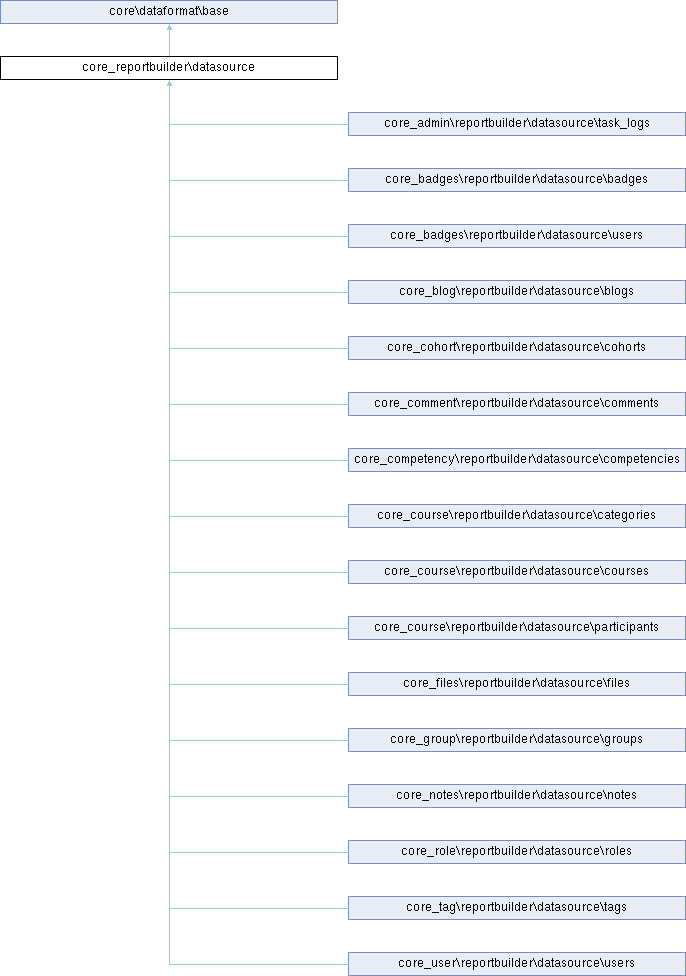 core\dataformat\base
core_reportbuilder\datasource
core_admin\reportbuilder\datasource\task_logs
core_badges\reportbuilder\datasource\badges
core_badges\reportbuilder\datasource\users
core_blog\reportbuilder\datasource\blogs
core_cohort\reportbuilder\datasource\cohorts
core_comment\reportbuilder\datasource\comments
core_competency\reportbuilder\datasource\competencies
core_course\reportbuilder\datasource\categories
core_course\reportbuilder\datasource\courses
core_course\reportbuilder\datasource\participants
core_files\reportbuilder\datasource\files
core_group\reportbuilder\datasource\groups
core_notes\reportbuilder\datasource\notes
core_role\reportbuilder\datasource\roles
core_tag\reportbuilder\datasource\tags
core_user\reportbuilder\datasource\users